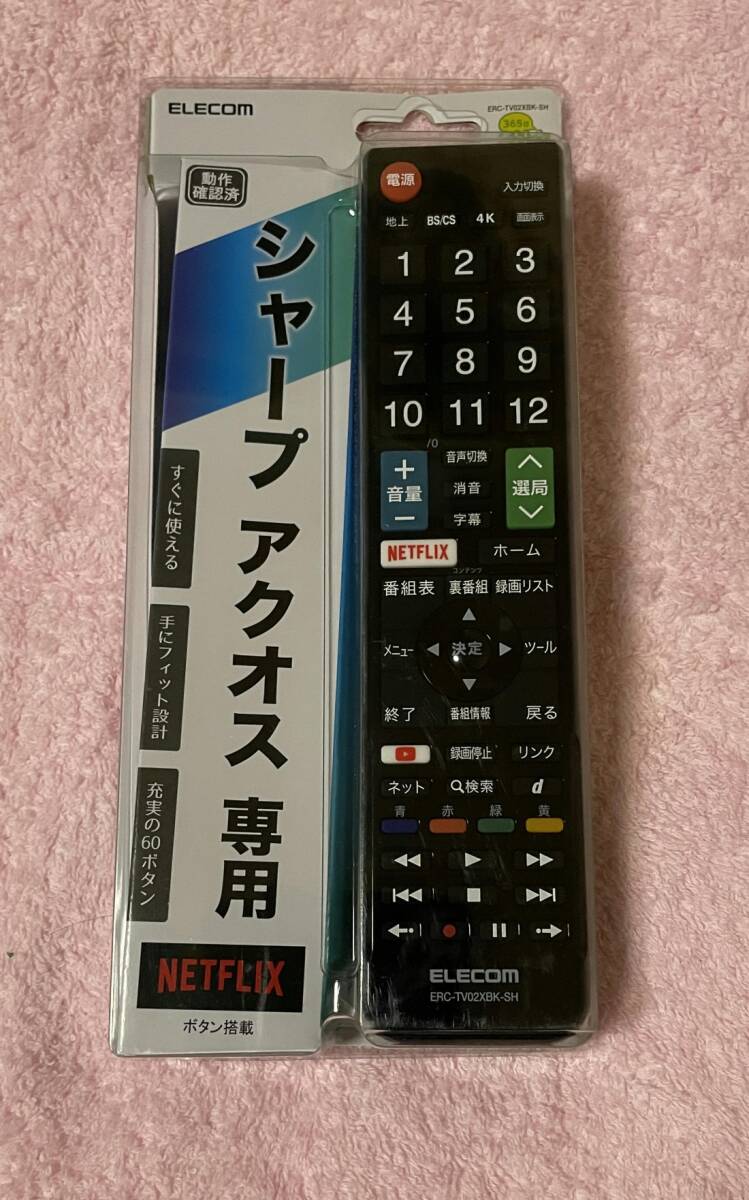 ELECOM
ERC-TV02XBK-SH
365日
動作
確認済
シャープ アクオス 専用
すぐに使える
手にフィット設計
充実の60ボタン
NETFLIX
ボタン搭載
電源
入力切換
地上 BS/CS 4K 画面表示
1 2 3
4 5 6
7 8 9
10 11 12
/0
音声切換
+ 音量 −
消音
選局
字幕
NETFLIX ホーム
コンテンツ
番組表 裏番組 録画リスト
メニュー 決定 ツール
終了 番組情報 戻る
録画停止 リンク
ネット 検索 d
青 赤 緑 黄
ELECOM
ERC-TV02XBK-SH